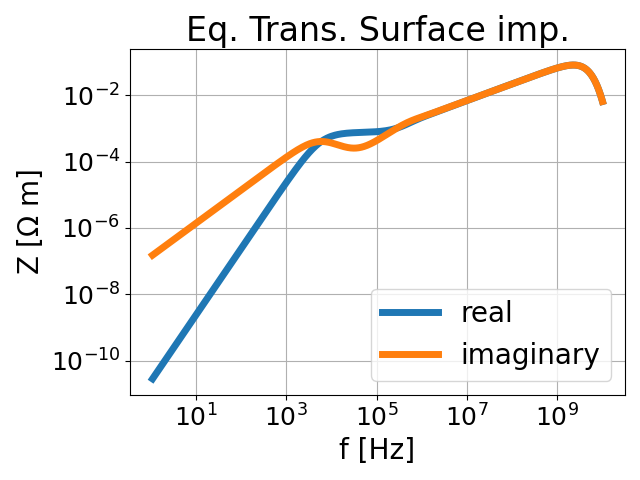 Eq. Trans. Surface imp.
Z [Ω m]
10⁻²
10⁻⁴
10⁻⁶
10⁻⁸
10⁻¹⁰
real
imaginary
10¹ 10³ 10⁵ 10⁷ 10⁹
f [Hz]